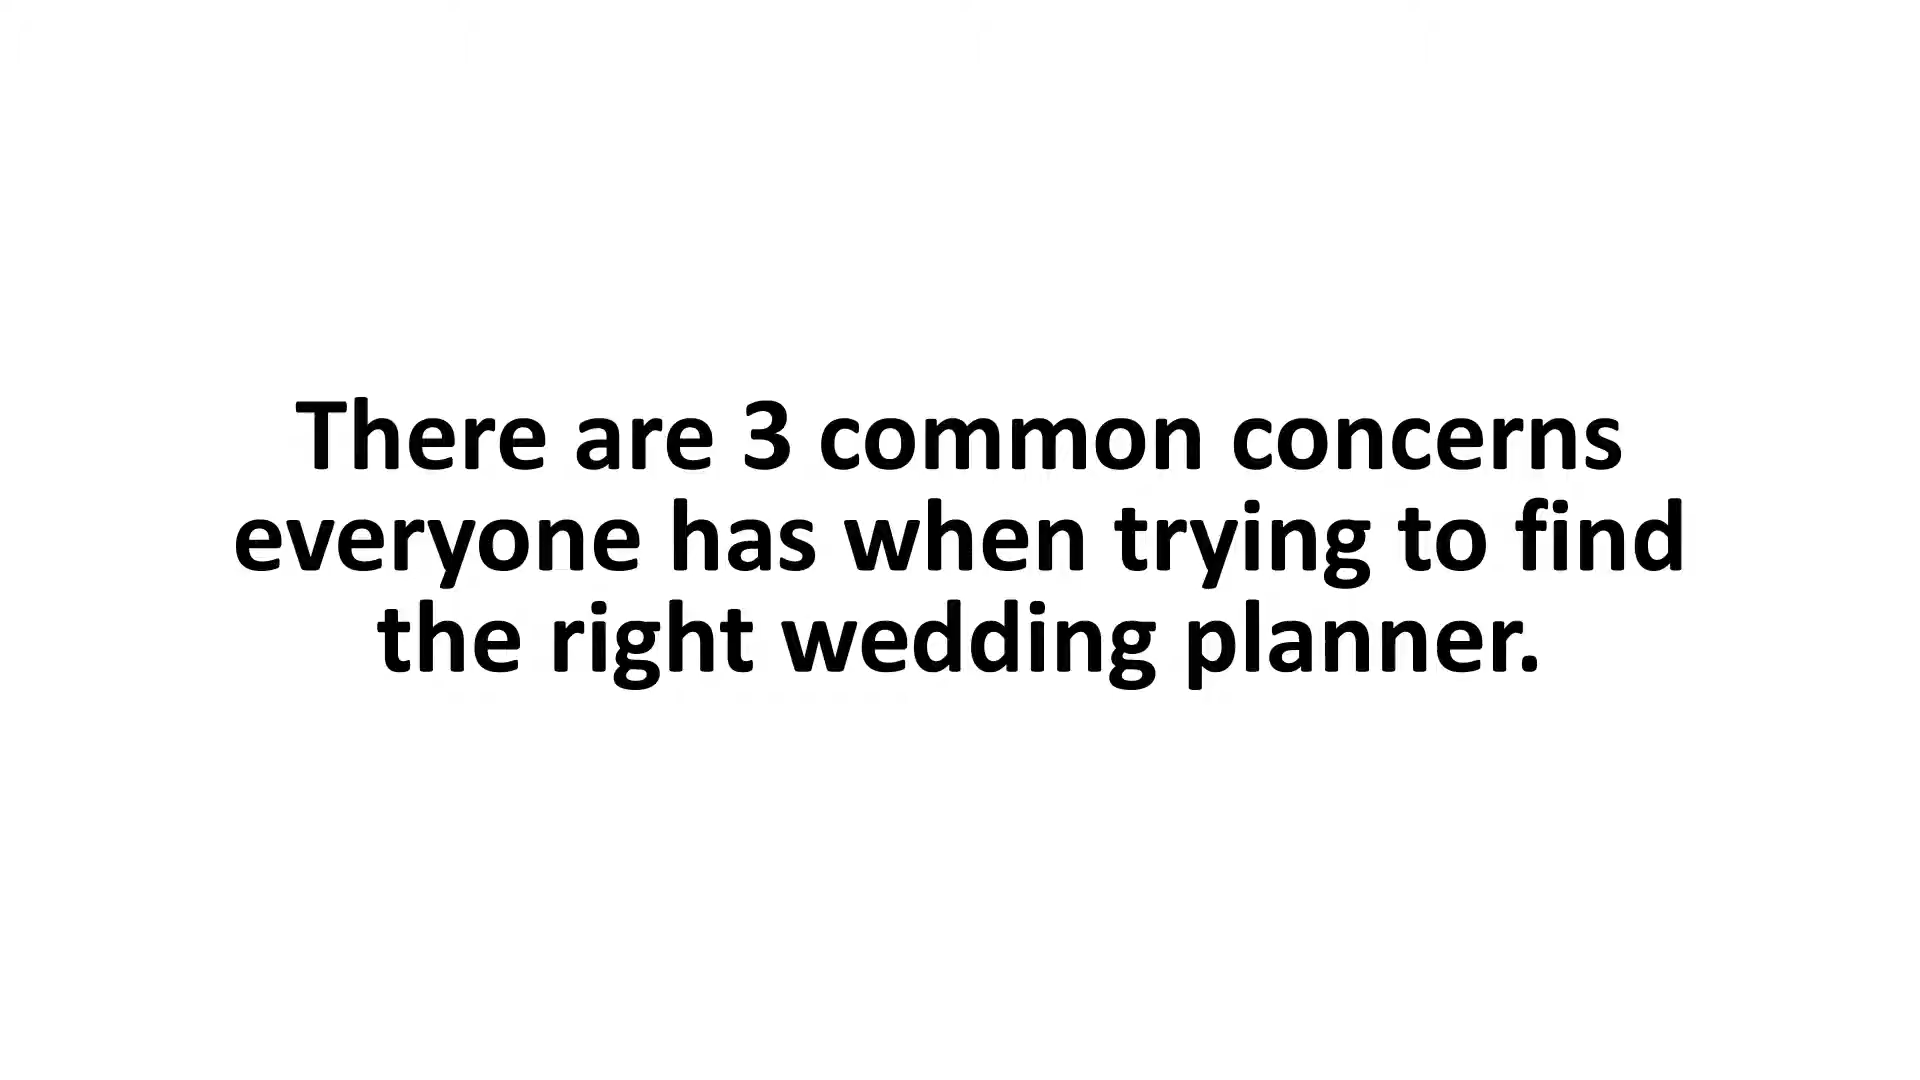 There are 3 common concerns
everyone has when trying to find
the right wedding planner.